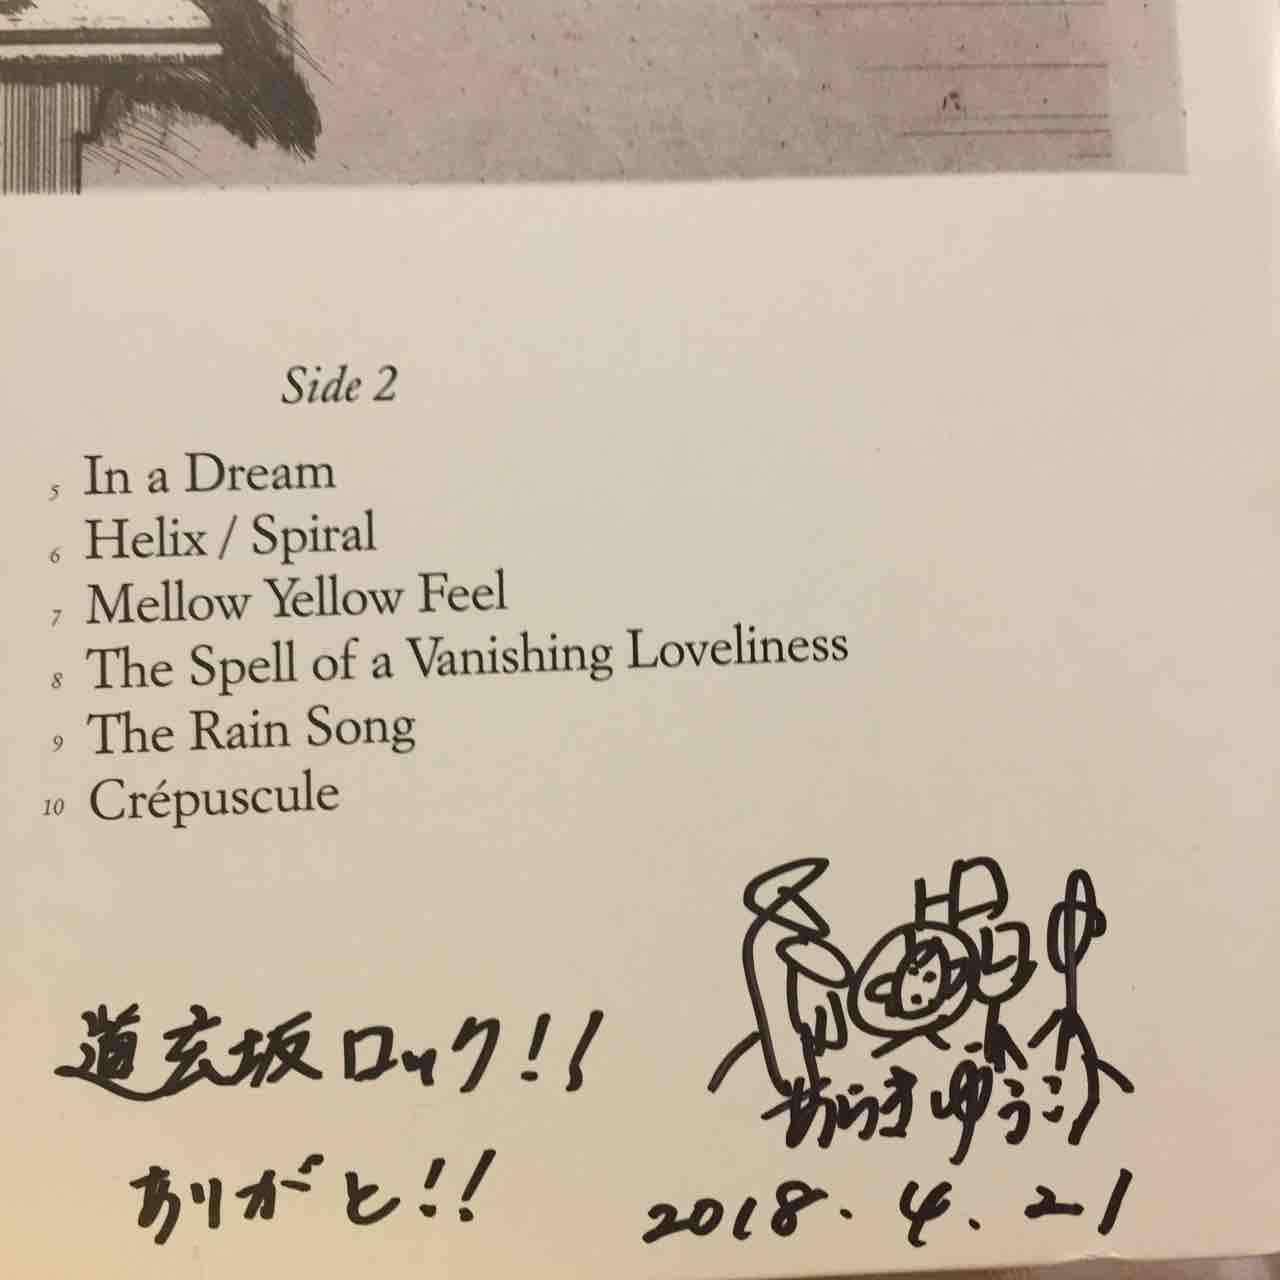 Side 2
5 In a Dream
6 Helix / Spiral
7 Mellow Yellow Feel
8 The Spell of a Vanishing Loveliness
9 The Rain Song
10 Crépuscule
道玄坂ロック!!
あらきゆうこ
ありがと!!
2018.4.21